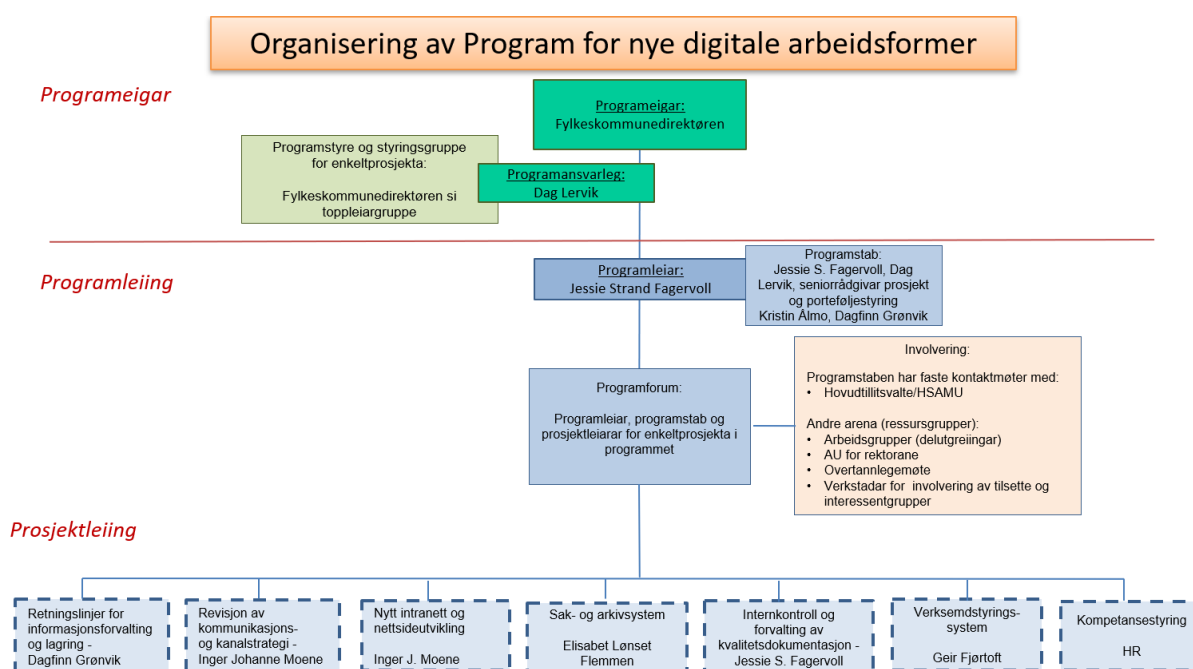 Organisering av Program for nye digitale arbeidsformer
Programeigar
Programeigar:
Fylkeskommunedirektøren
Programstyre og styringsgruppe
for enkeltprosjekta:
Fylkeskommunedirektøren si
toppleiargruppe
Programansvarleg:
Dag Lervik
Programleiing
Programleiar:
Jessie Strand Fagervoll
Programstab:
Jessie S. Fagervoll, Dag
Lervik, seniorrådgivar prosjekt
og porteføljestyring
Kristin Ålmo, Dagfinn Grønvik
Programforum:
Programleiar, programstab og
prosjektleiarar for enkeltprosjekta i
programmet
Involvering:
Programstaben har faste kontaktmøter med:
• Hovudtillitsvalte/HSAMU
Andre arena (ressursgrupper):
• Arbeidsgrupper (delutgreiingar)
• AU for rektorane
• Overtannlegemøte
• Verkstadar for involvering av tilsette og
interessentgrupper
Prosjektleiing
Retningslinjer for
informasjonsforvalting
og lagring -
Dagfinn Grønvik
Revisjon av
kommunikasjons-
og kanalstrategi -
Inger Johanne Moene
Nytt intranett og
nettsideutvikling
Inger J. Moene
Sak- og arkivsystem
Elisabet Lønset
Flemmen
Internkontroll og
forvalting av
kvalitetsdokumentasjon -
Jessie S. Fagervoll
Verksemdstyrings-
system
Geir Fjørtoft
Kompetansestyring
HR